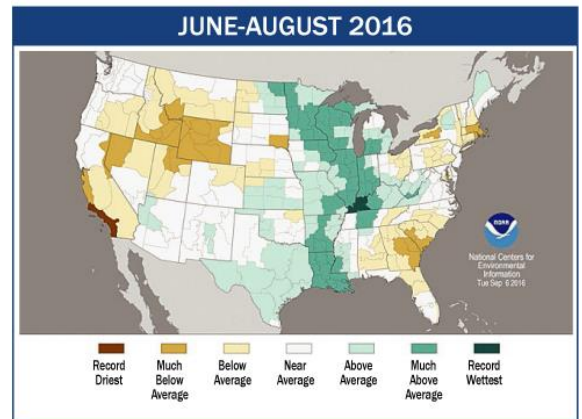 JUNE-AUGUST 2016
NOAA
National Centers for
Environmental
Information
Tue Sep 6 2016
Record
Driest
Much
Below
Average
Below
Average
Near
Average
Above
Average
Much
Above
Average
Record
Wettest